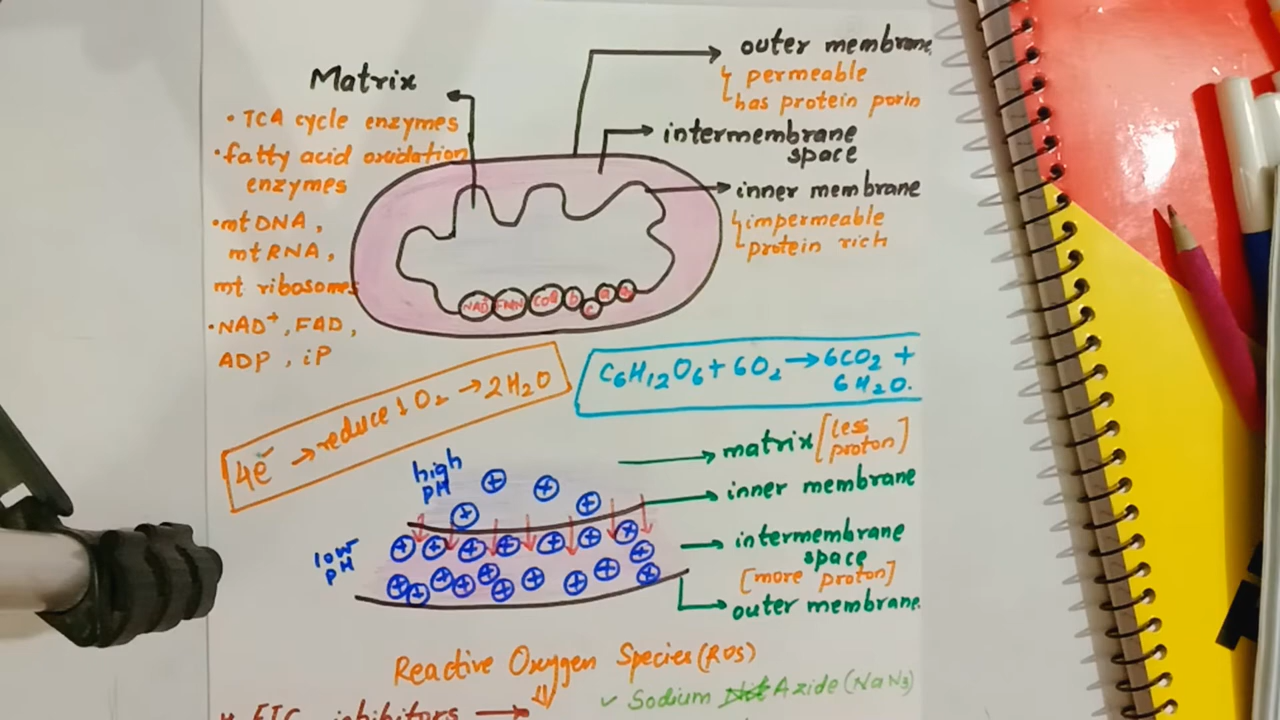 Matrix
• TCA cycle enzymes
• fatty acid oxidation
enzymes
• mt DNA,
mt RNA,
mt ribosomes
• NAD⁺, FAD,
ADP, iP
outer membrane
permeable
has protein porin
intermembrane
space
inner membrane
impermeable
protein rich
NAD⁺ FMN COQ b c a a₃
4e⁻ → reduce ↓ O₂ → 2H₂O
C₆H₁₂O₆ + 6O₂ → 6CO₂ +
6H₂O.
high
pH
low
pH
matrix [less
proton]
inner membrane
intermembrane
space
[more proton]
outer membrane.
Reactive Oxygen Species (ROS)
✓ Sodium Azide (NaN₃)
ETC inhibitors →